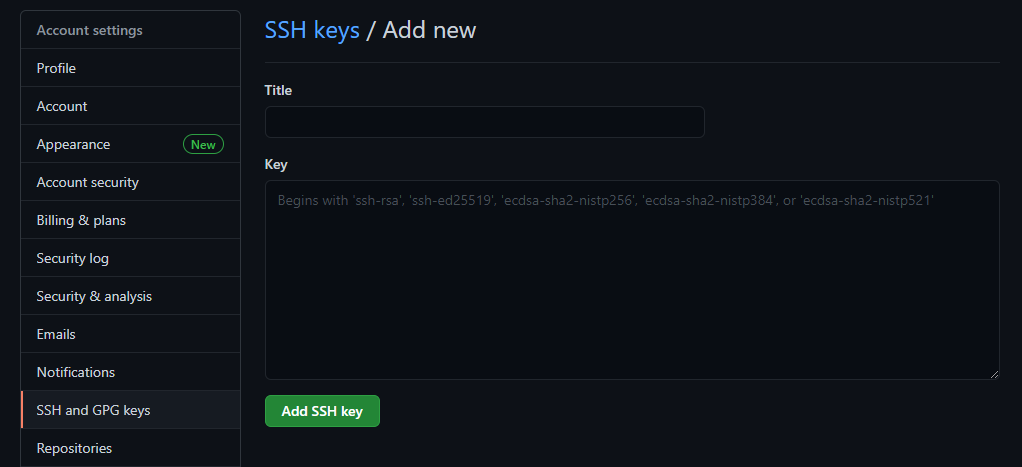 Account settings
Profile
Account
Appearance New
Account security
Billing & plans
Security log
Security & analysis
Emails
Notifications
SSH and GPG keys
Repositories
SSH keys / Add new
Title
Key
Begins with 'ssh-rsa', 'ssh-ed25519', 'ecdsa-sha2-nistp256', 'ecdsa-sha2-nistp384', or 'ecdsa-sha2-nistp521'
Add SSH key